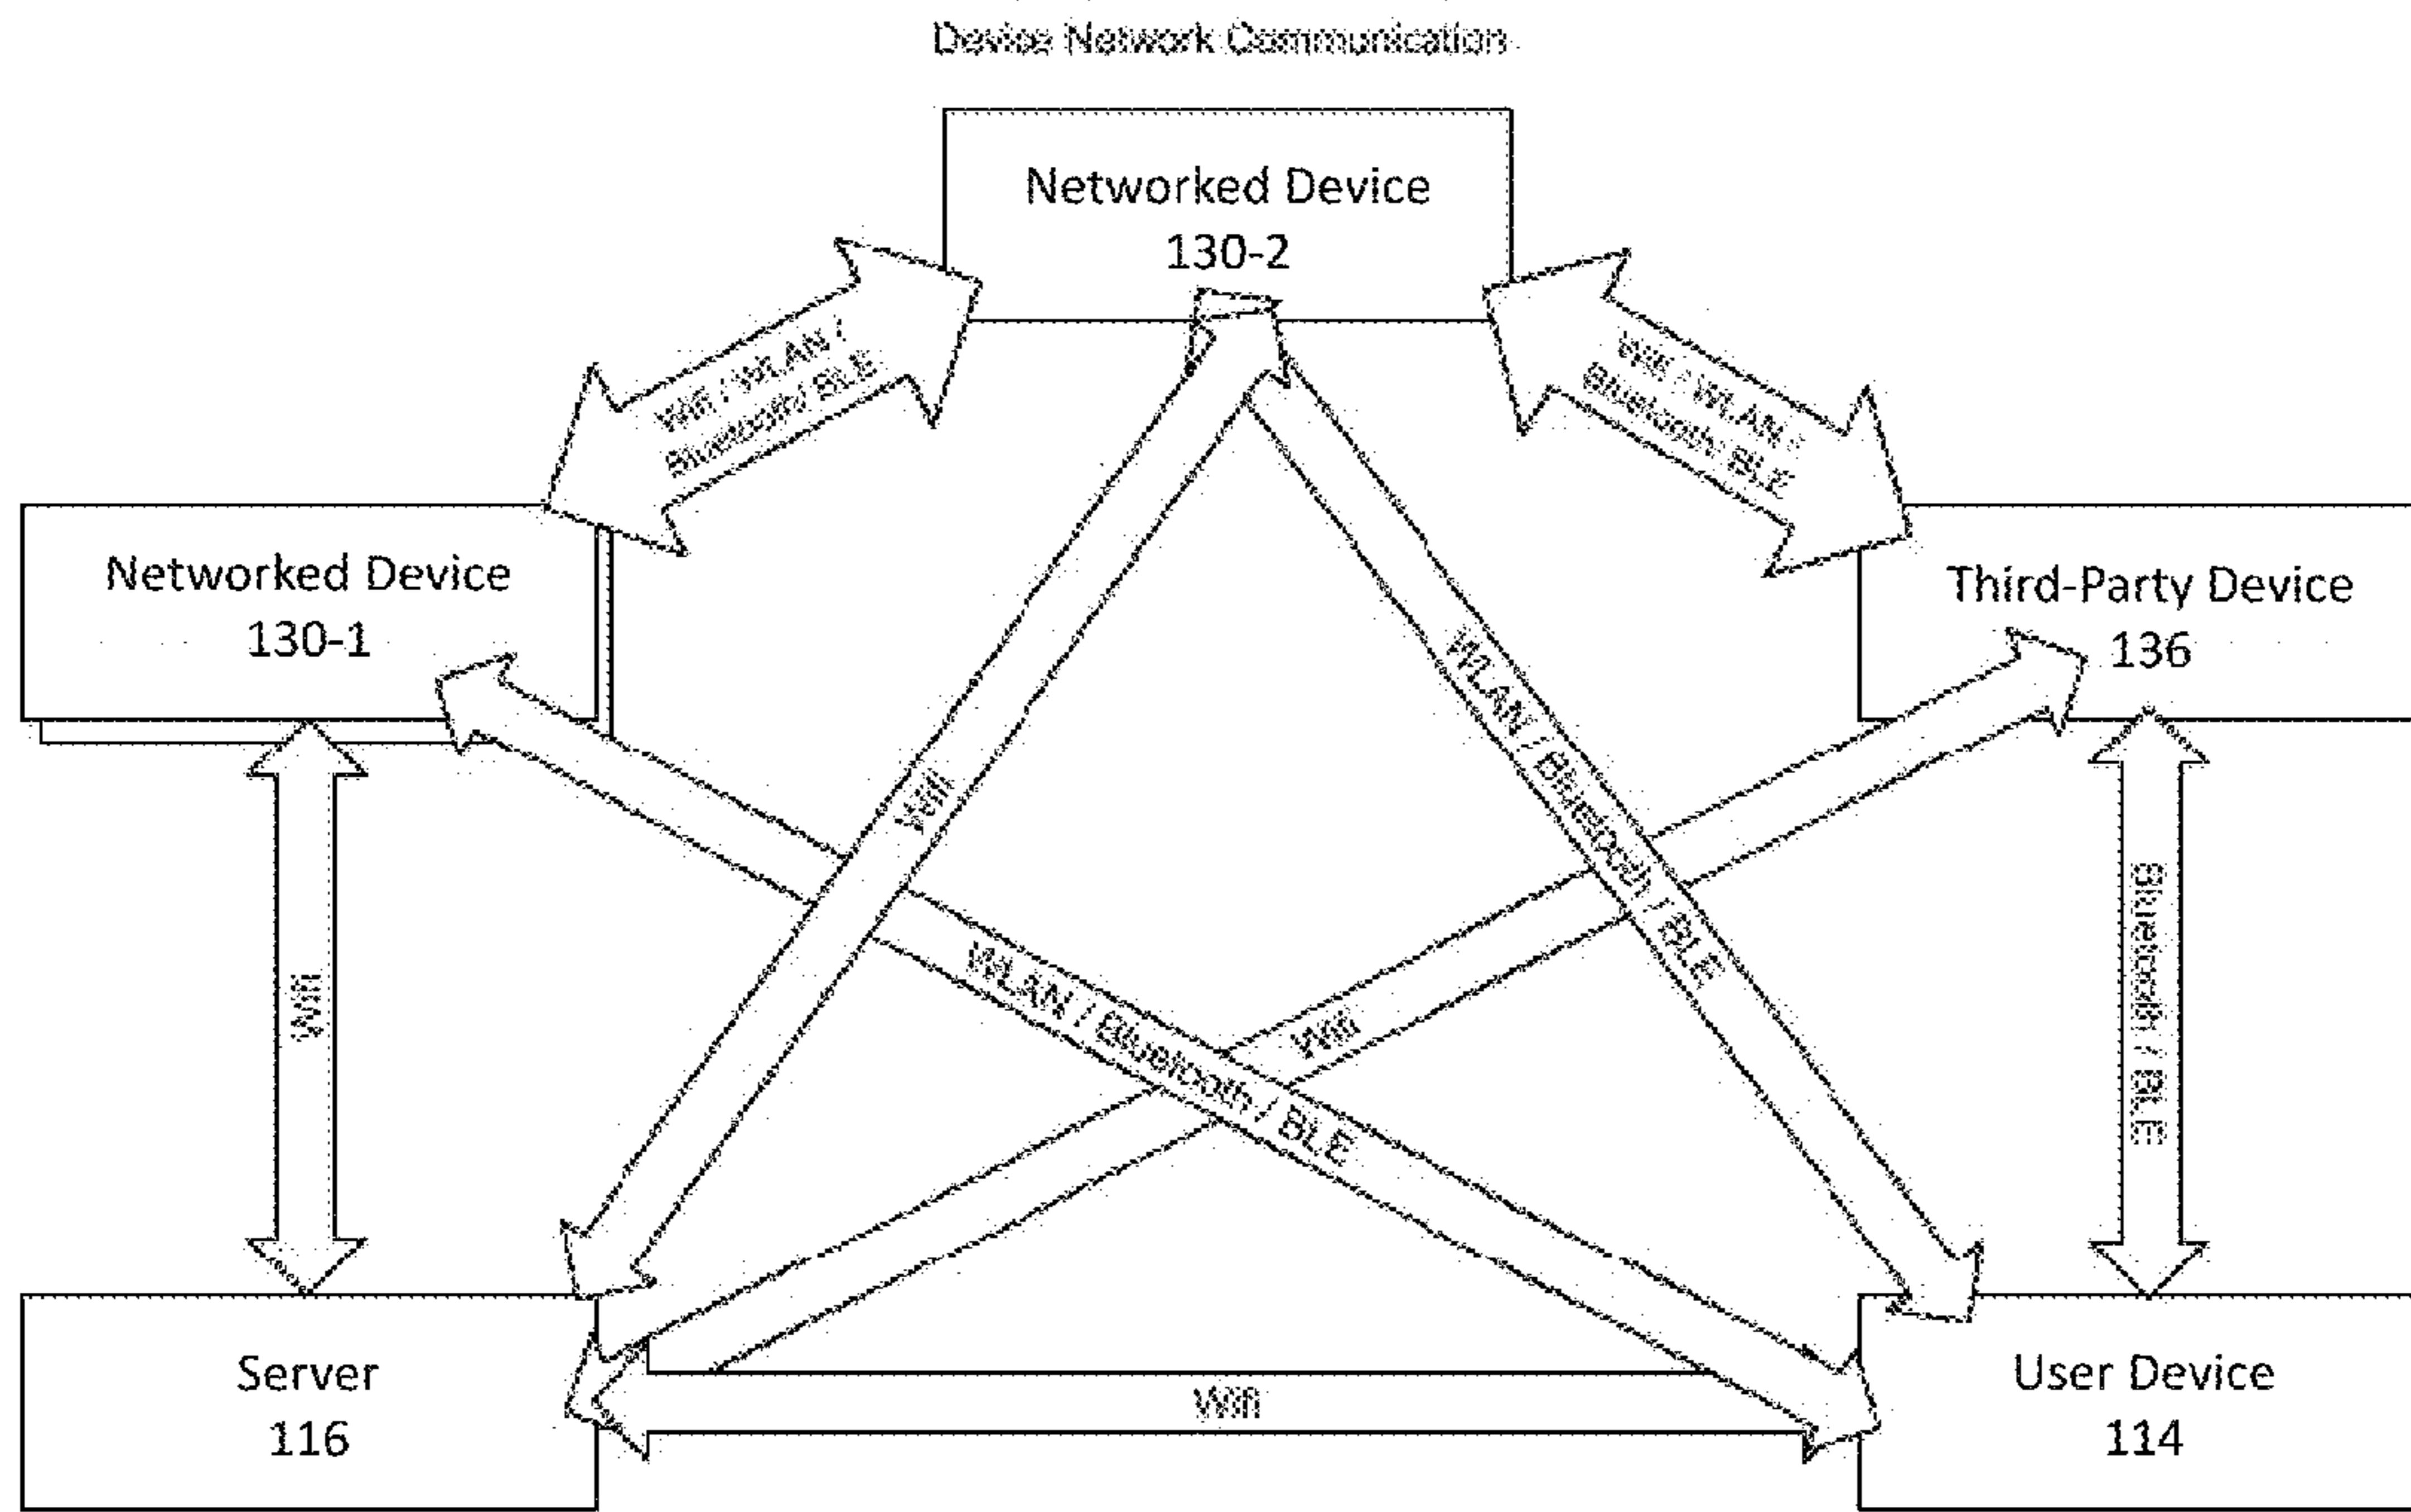 Device Network Communication
Networked Device
130-2
Wifi / WLAN /
Bluetooth/ BLE
Wifi / WLAN /
Bluetooth/ BLE
Networked Device
130-1
Third-Party Device
136
Wifi
WLAN / Bluetooth / BLE
Wifi
WLAN / Bluetooth / BLE
Wifi
Bluetooth / BLE
Server
116
Wifi
User Device
114